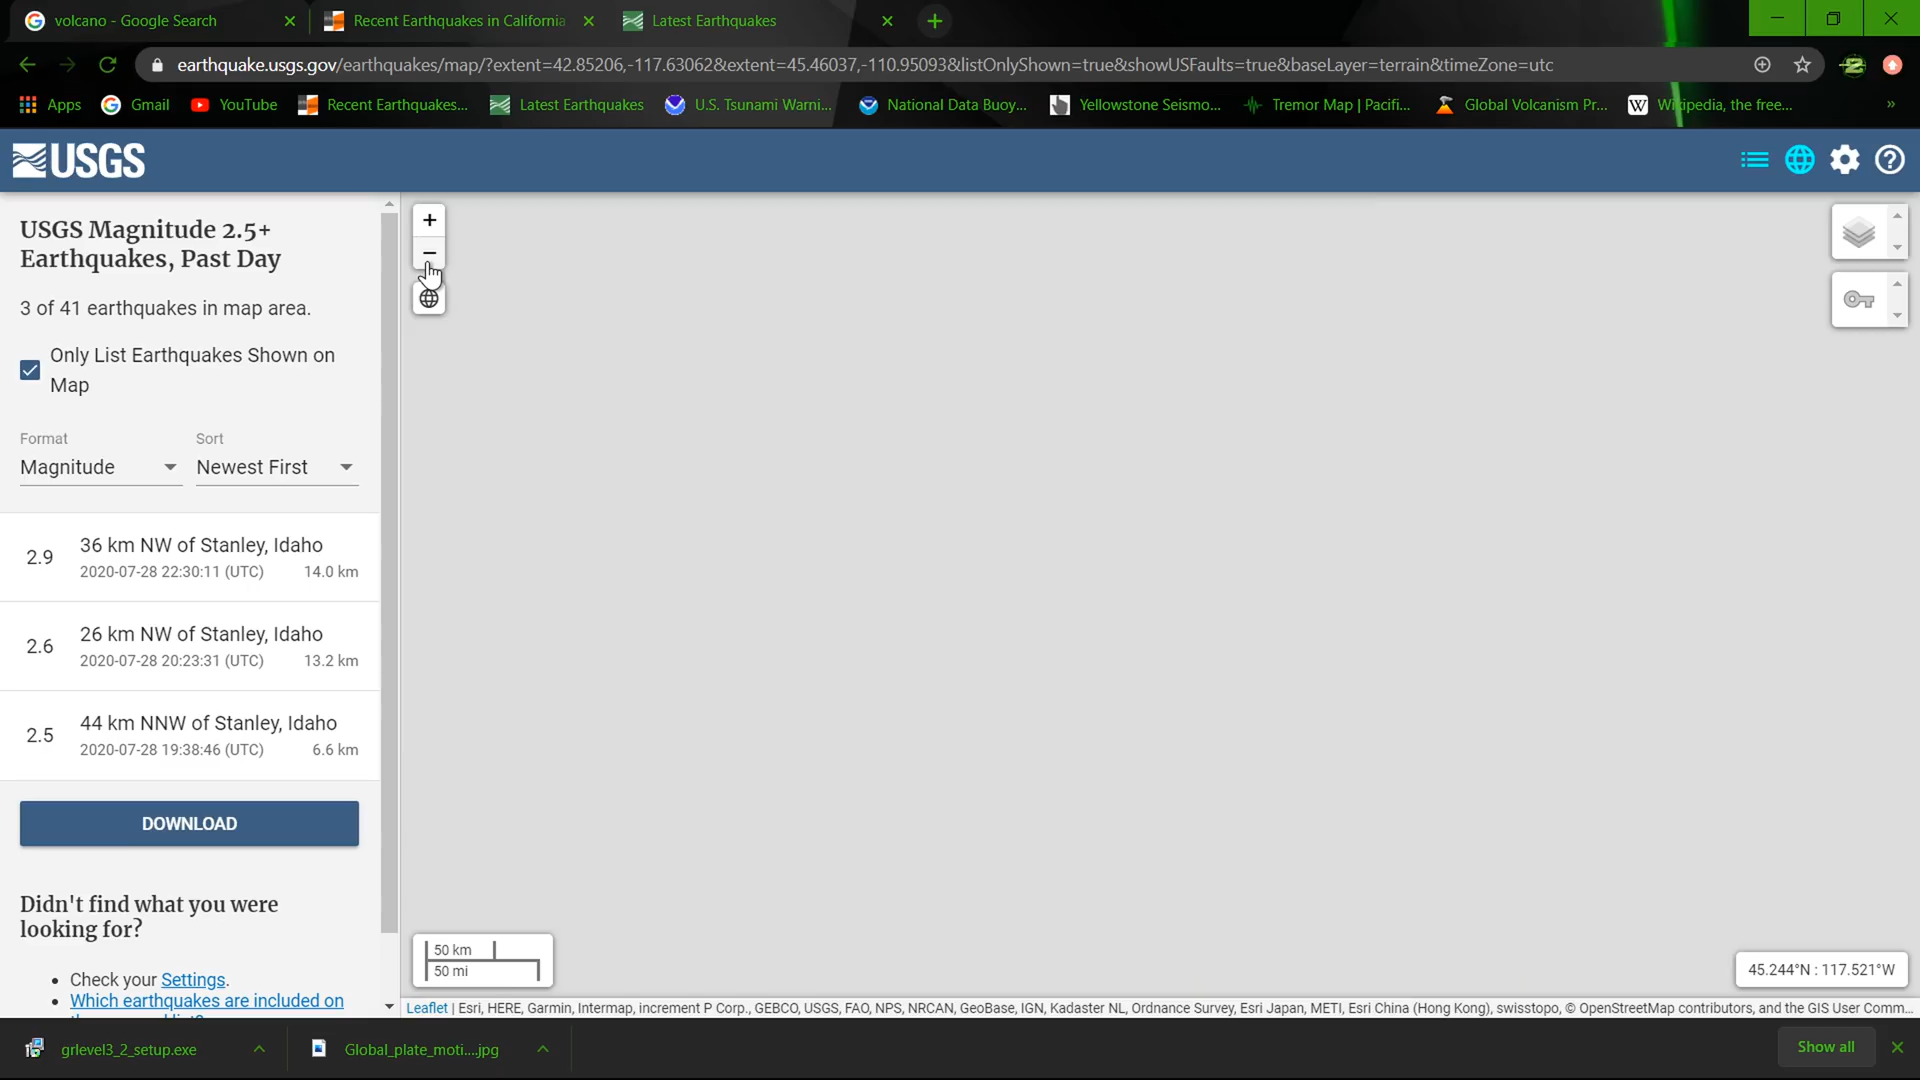 volcano - Google Search
Recent Earthquakes in California
Latest Earthquakes
earthquake.usgs.gov/earthquakes/map/?extent=42.85206,-117.63062&extent=45.46037,-110.95093&listOnlyShown=true&showUSFaults=true&baseLayer=terrain&timeZone=utc
Apps Gmail YouTube Recent Earthquakes... Latest Earthquakes U.S. Tsunami Warni... National Data Buoy... Yellowstone Seismo... Tremor Map | Pacifi... Global Volcanism Pr... W Wikipedia, the free... »
USGS
USGS Magnitude 2.5+
Earthquakes, Past Day
3 of 41 earthquakes in map area.
Only List Earthquakes Shown on
Map
Format Sort
Magnitude Newest First
2.9 36 km NW of Stanley, Idaho
2020-07-28 22:30:11 (UTC) 14.0 km
2.6 26 km NW of Stanley, Idaho
2020-07-28 20:23:31 (UTC) 13.2 km
2.5 44 km NNW of Stanley, Idaho
2020-07-28 19:38:46 (UTC) 6.6 km
DOWNLOAD
Didn't find what you were
looking for?
• Check your Settings.
• Which earthquakes are included on
+
−
50 km
50 mi
45.244°N : 117.521°W
Leaflet | Esri, HERE, Garmin, Intermap, increment P Corp., GEBCO, USGS, FAO, NPS, NRCAN, GeoBase, IGN, Kadaster NL, Ordnance Survey, Esri Japan, METI, Esri China (Hong Kong), swisstopo, © OpenStreetMap contributors, and the GIS User Comm...
grlevel3_2_setup.exe
Global_plate_moti....jpg
Show all